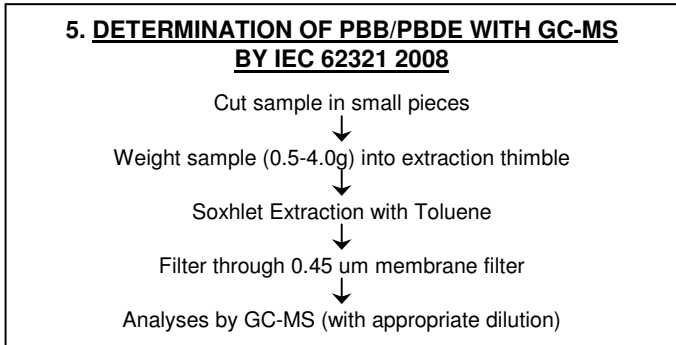 5. DETERMINATION OF PBB/PBDE WITH GC-MS
BY IEC 62321 2008
Cut sample in small pieces
Weight sample (0.5-4.0g) into extraction thimble
Soxhlet Extraction with Toluene
Filter through 0.45 um membrane filter
Analyses by GC-MS (with appropriate dilution)